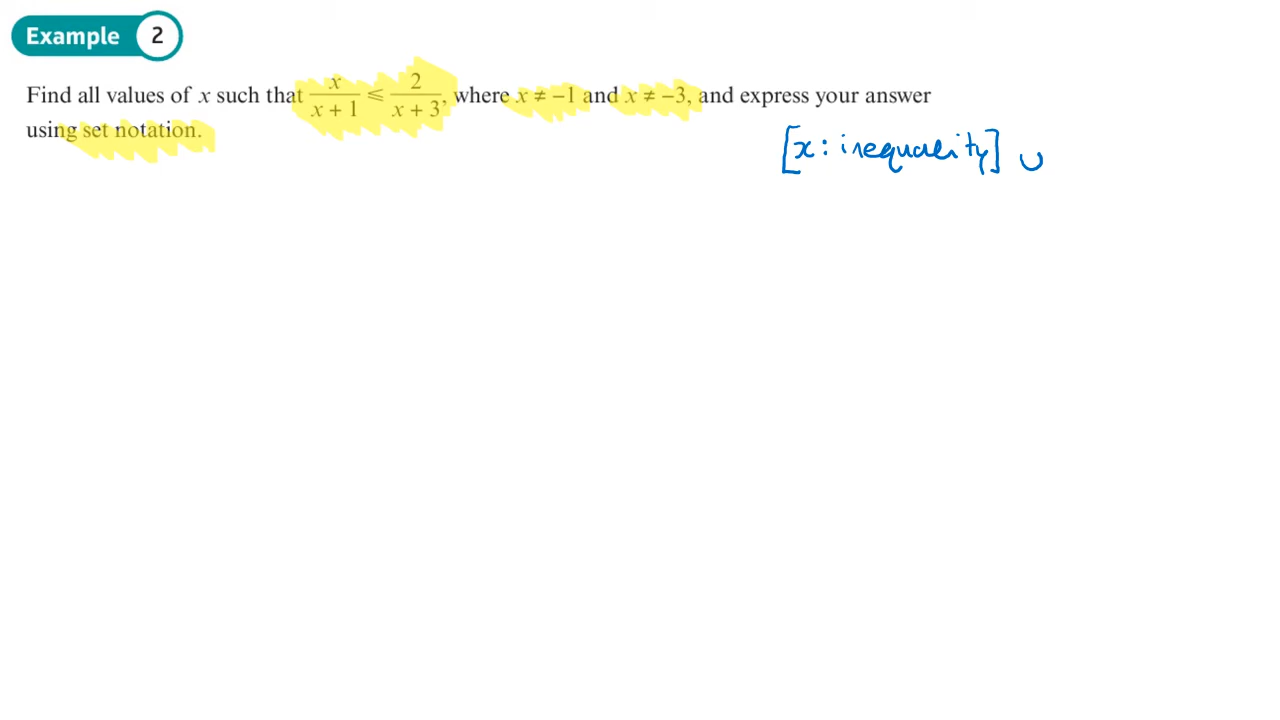 Example 2
Find all values of x such that x/(x + 1) ⩽ 2/(x + 3), where x ≠ −1 and x ≠ −3, and express your answer
using set notation.
[x : inequality] ∪